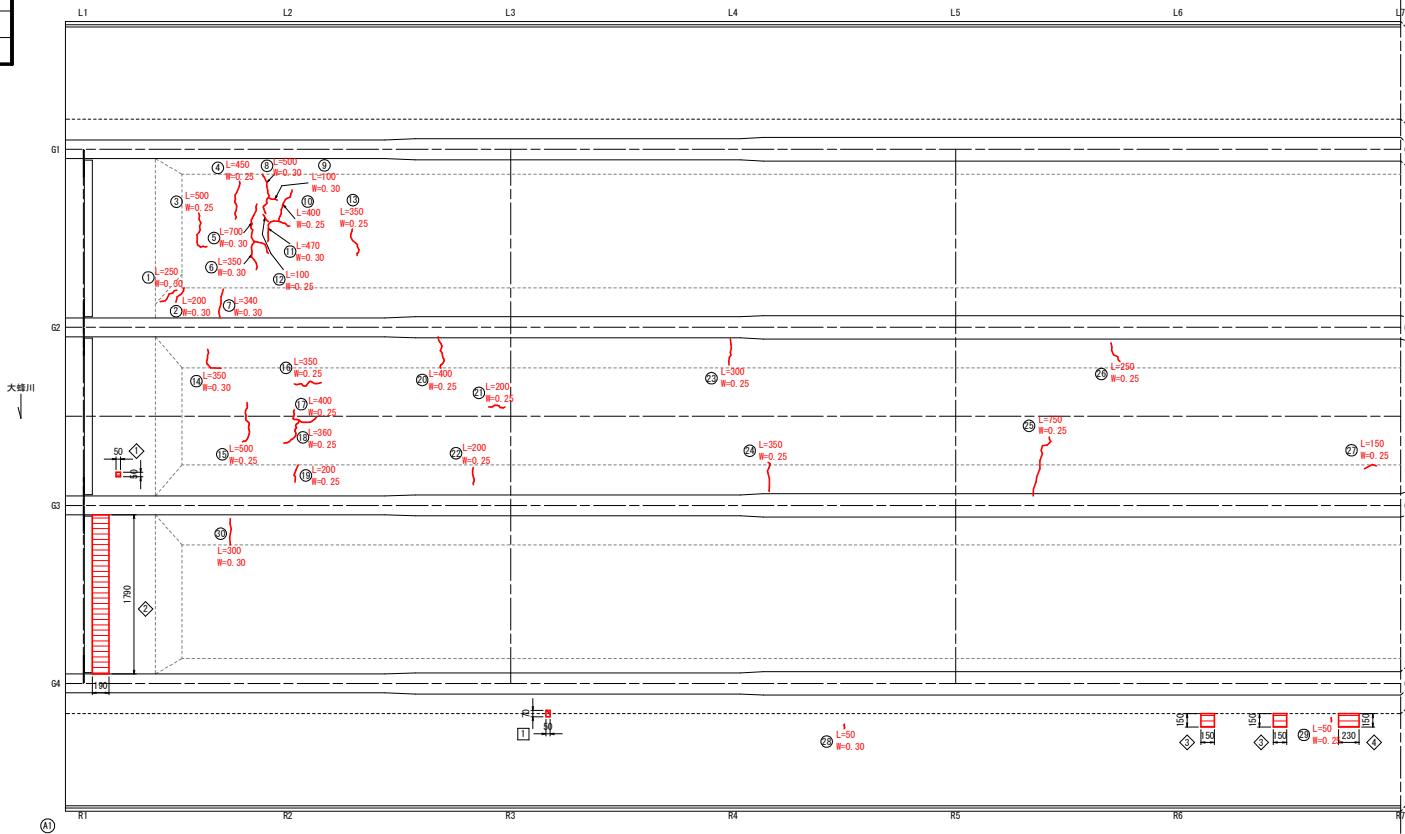 L1 L2 L3 L4 L5 L6 L7
G1
④ L=450
W=0.25
⑧ L=500
W=0.30
⑨
L=100
W=0.30
③
L=500
W=0.25
⑩
L=400
W=0.25
⑬
L=350
W=0.25
⑤
L=700
W=0.30
⑪
L=470
W=0.30
⑥
L=350
W=0.30
⑫
L=100
W=0.25
①
L=250
W=0.30
②
L=200
W=0.30
⑦
L=340
W=0.30
G2
⑭
L=350
W=0.30
⑯
L=350
W=0.25
⑳
L=400
W=0.25
㉑
L=200
W=0.25
㉓
L=300
W=0.25
㉖
L=250
W=0.25
大蜂川
⑰
L=400
W=0.25
⑱
L=360
W=0.25
⑮
L=500
W=0.25
⑲
L=200
W=0.25
㉒
L=200
W=0.25
㉔
L=350
W=0.25
㉕
L=750
W=0.25
㉗
L=150
W=0.25
50
1
50
G3
㉚
L=300
W=0.30
1790
2
190
G4
70
50
1
㉘
L=50
W=0.30
150
150
3
150
150
3
㉙
L=50
W=0.25
230
150
4
R1 R2 R3 R4 R5 R6 R7
A1